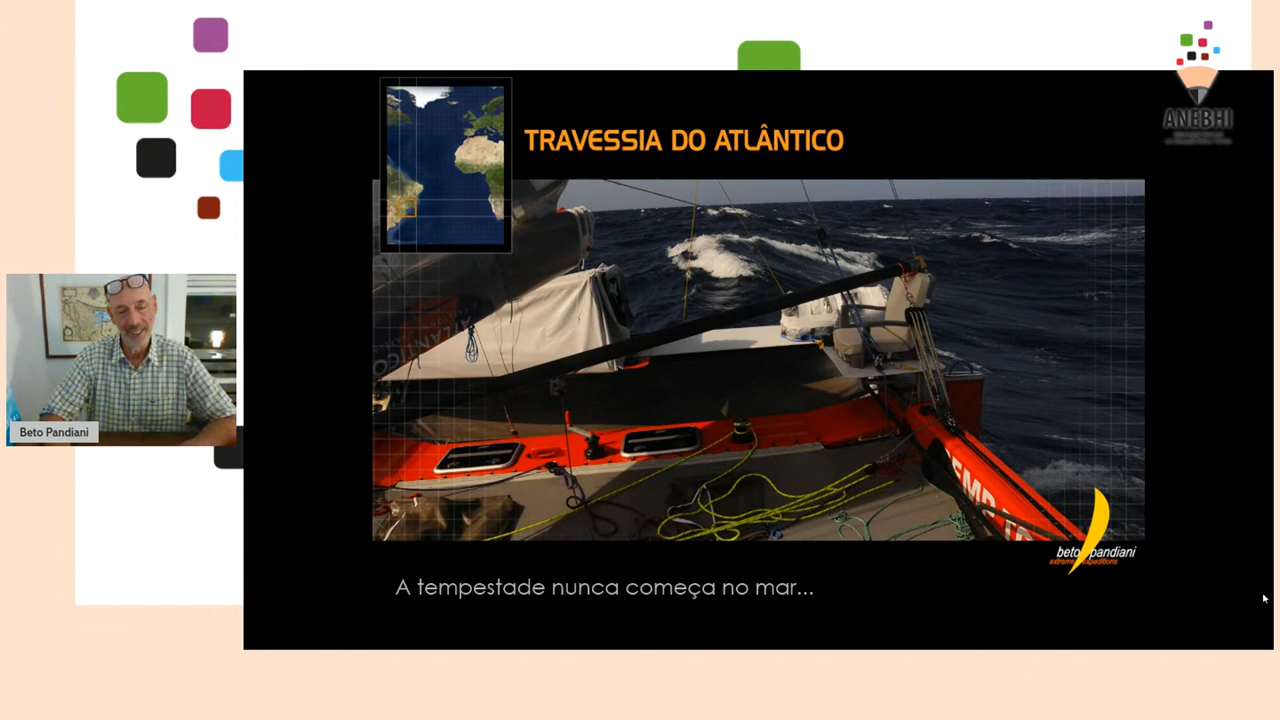 ANEBHI
TRAVESSIA DO ATLÂNTICO
Beto Pandiani
beto pandiani
extreme expeditions
A tempestade nunca começa no mar...